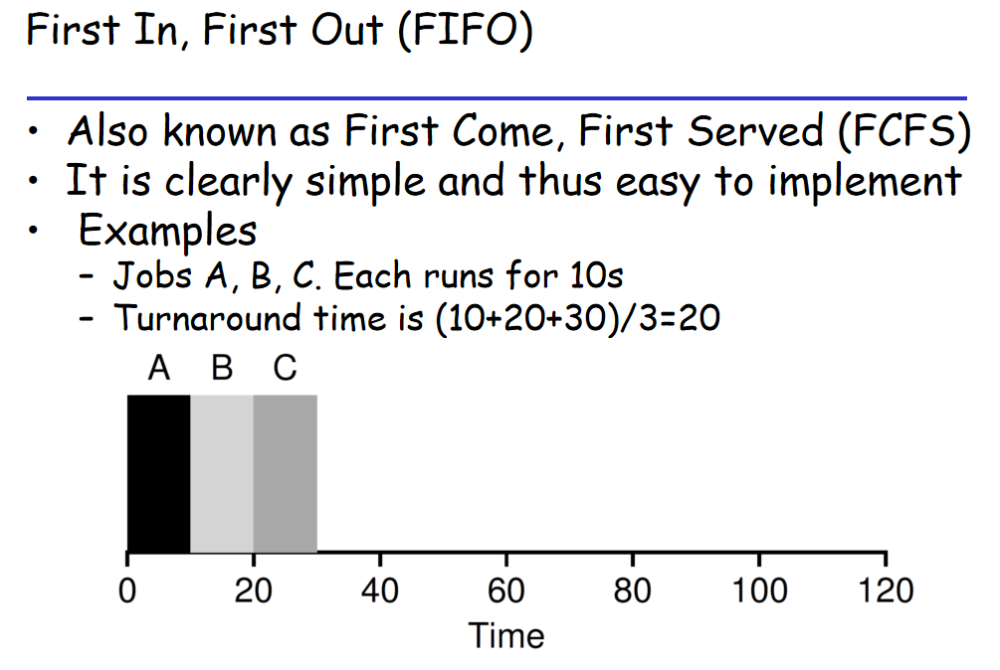 First In, First Out (FIFO)
• Also known as First Come, First Served (FCFS)
• It is clearly simple and thus easy to implement
• Examples
– Jobs A, B, C. Each runs for 10s
– Turnaround time is (10+20+30)/3=20
A B C
0 20 40 60 80 100 120
Time